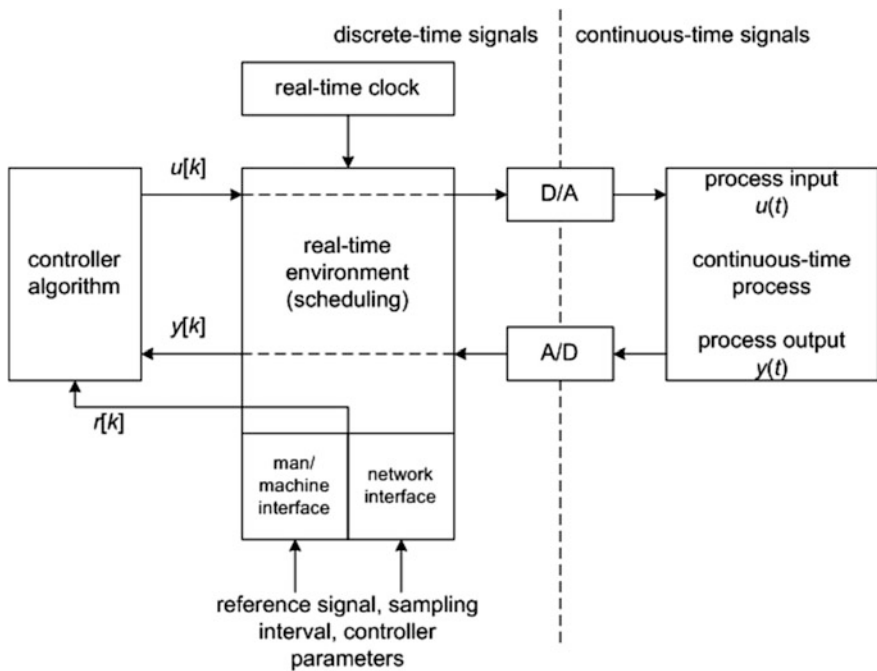 discrete-time signals
continuous-time signals
real-time clock
u[k]
D/A
process input
u(t)
controller
algorithm
real-time
environment
(scheduling)
continuous-time
process
y[k]
A/D
process output
y(t)
r[k]
man/
machine
interface
network
interface
reference signal, sampling
interval, controller
parameters